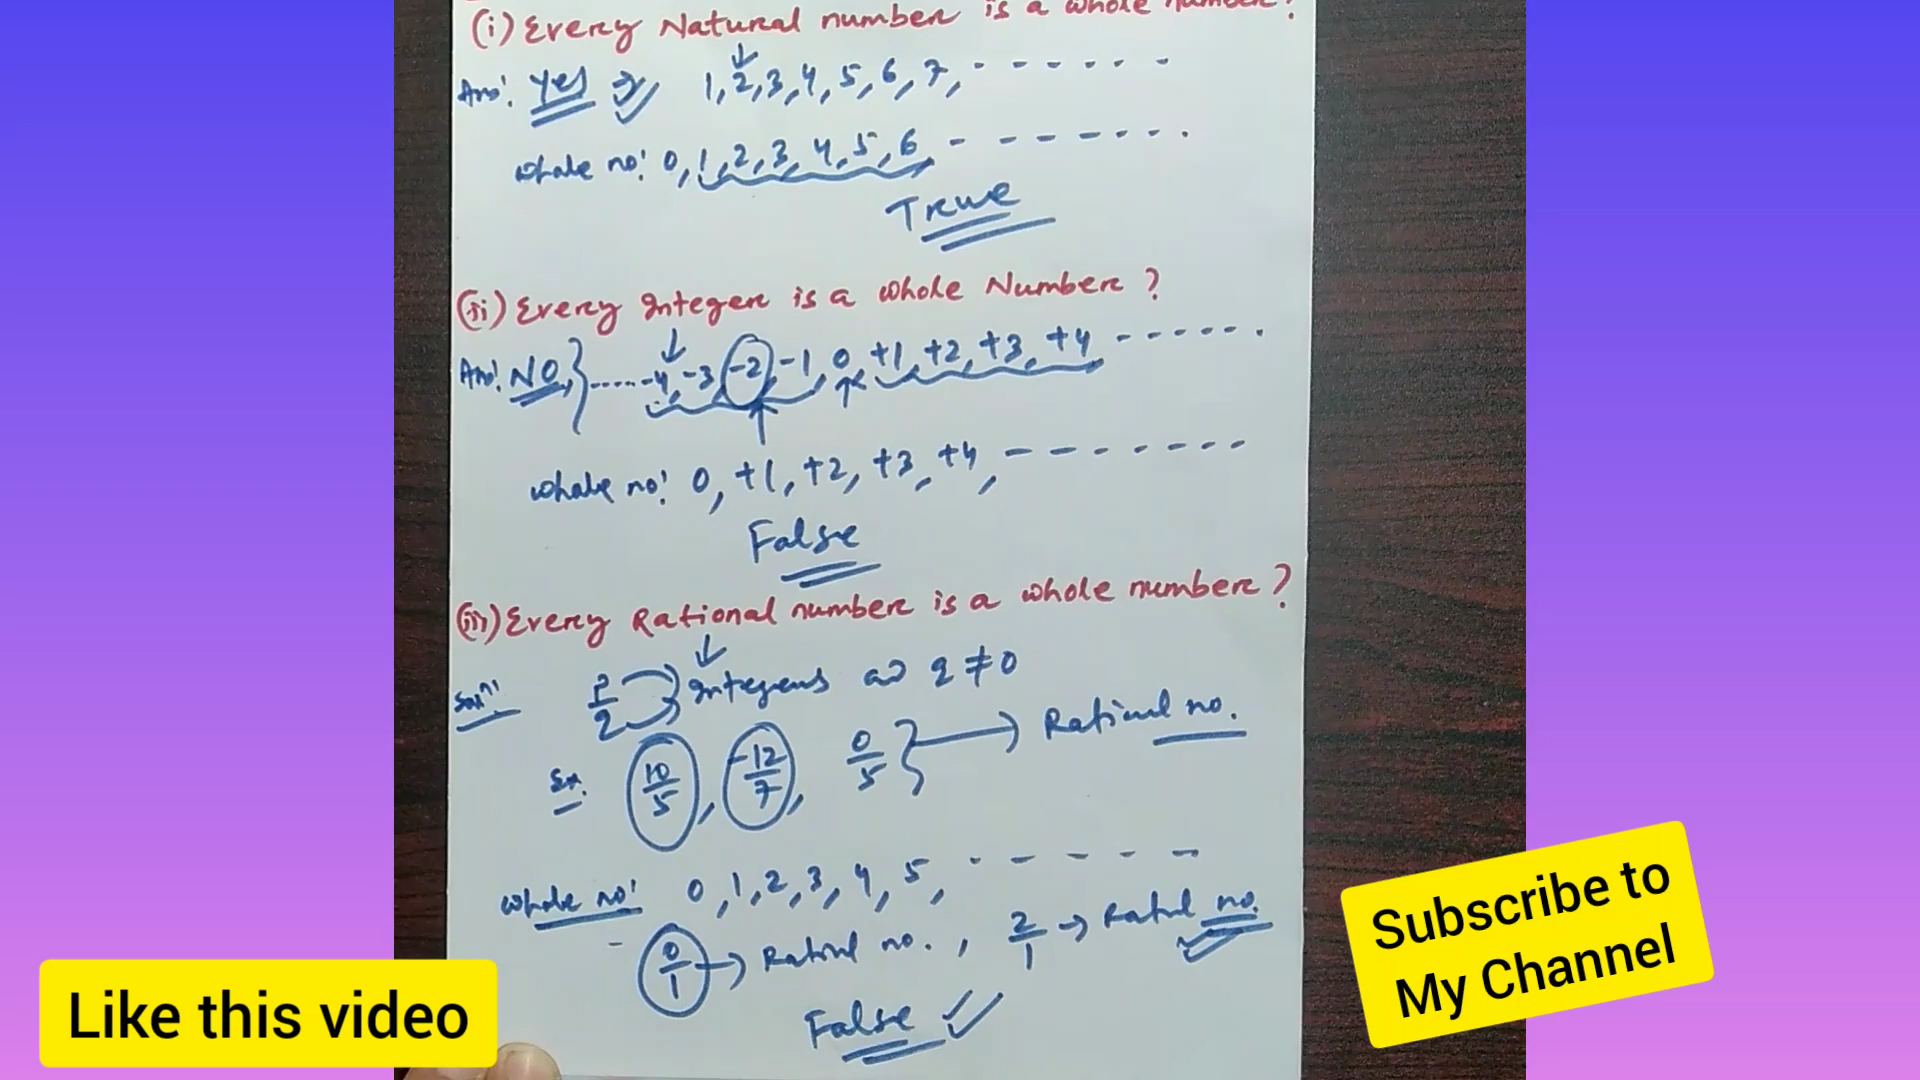 (i) Every Natural number is a whole number?
Ans: Yes ⇒ 1, 2, 3, 4, 5, 6, 7, - - - - - -
whole no: 0, 1, 2, 3, 4, 5, 6 - - - - - - -
True
(ii) Every Integer is a whole Number?
Ans: NO, } ..... -4, -3, -2, -1, 0, +1, +2, +3, +4 - - - - - -
whole no: 0, +1, +2, +3, +4, - - - - - - -
False
(iii) Every Rational number is a whole number?
Soln: p/q Integers as q ≠ 0
Ex. 10/5, -12/7, 0/5 } → Rational no.
whole no: 0, 1, 2, 3, 4, 5, - - - - -
0/1 → Rational no., 2/1 → Rational no.
False
Like this video
Subscribe to
My Channel